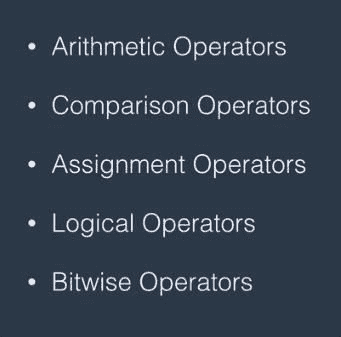 • Arithmetic Operators
• Comparison Operators
• Assignment Operators
• Logical Operators
• Bitwise Operators